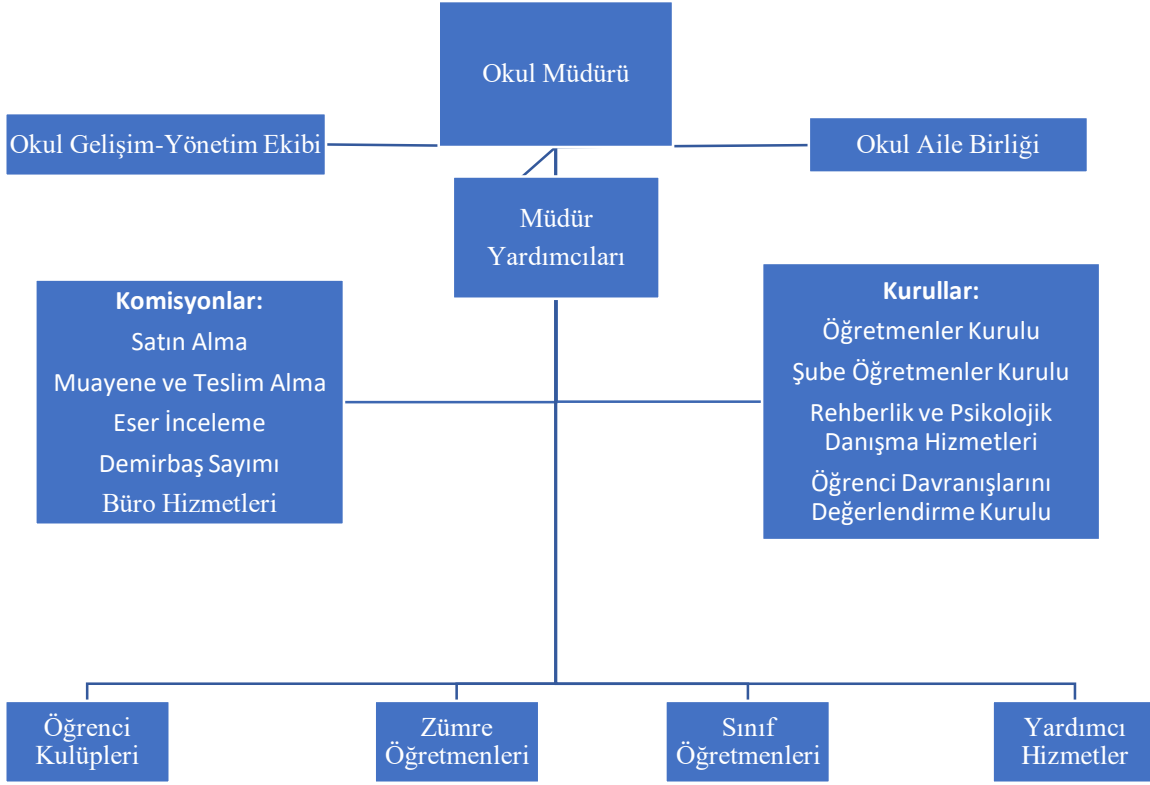 Okul Müdürü
Okul Gelişim-Yönetim Ekibi
Okul Aile Birliği
Müdür
Yardımcıları
Komisyonlar:
Satın Alma
Muayene ve Teslim Alma
Eser İnceleme
Demirbaş Sayımı
Büro Hizmetleri
Kurullar:
Öğretmenler Kurulu
Şube Öğretmenler Kurulu
Rehberlik ve Psikolojik
Danışma Hizmetleri
Öğrenci Davranışlarını
Değerlendirme Kurulu
Öğrenci
Kulüpleri
Zümre
Öğretmenleri
Sınıf
Öğretmenleri
Yardımcı
Hizmetler